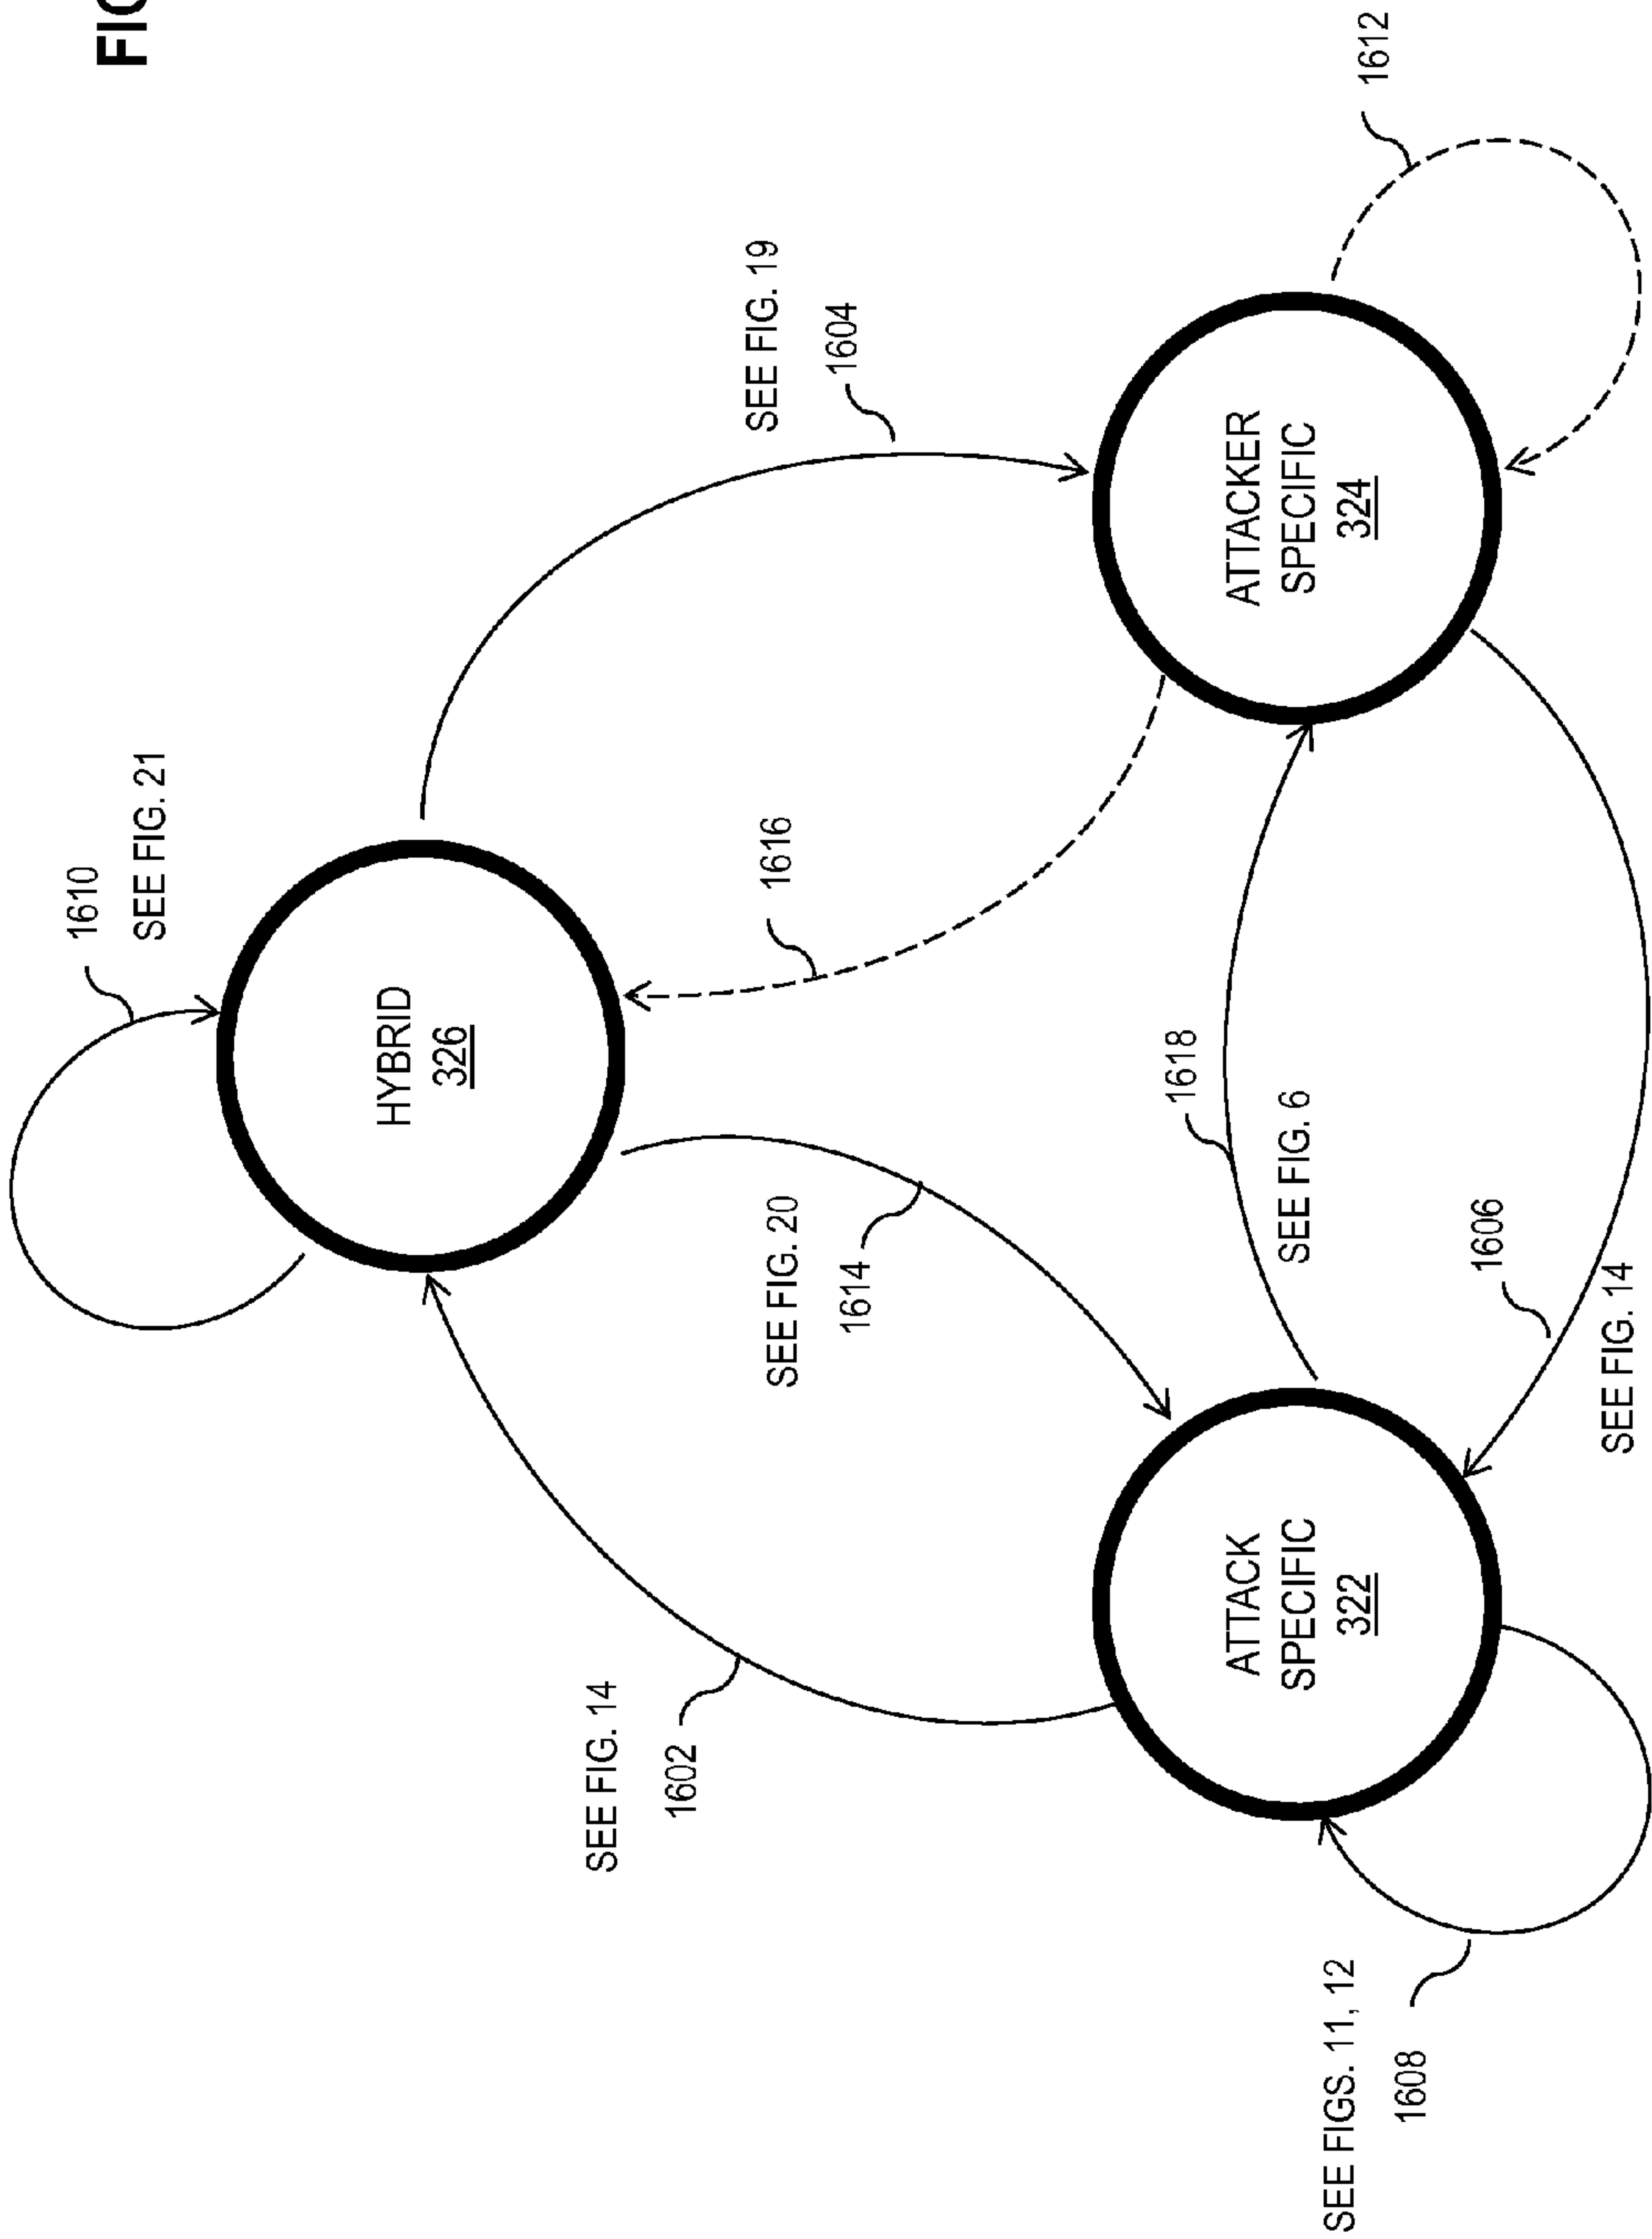 FIG
1610
SEE FIG. 21
HYBRID
326
SEE FIG. 14
1602
SEE FIG. 19
1604
1616
SEE FIG. 20
1614
1618
SEE FIG. 6
ATTACK
SPECIFIC
322
ATTACKER
SPECIFIC
324
SEE FIGS. 11, 12
1608
1612
1606
SEE FIG. 14